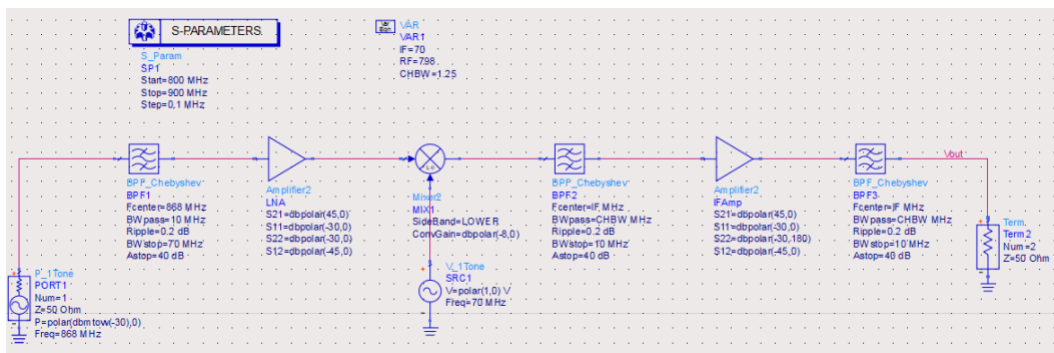 S-PARAMETERS
S_Param
SP1
Start=800 MHz
Stop=900 MHz
Step=0,1 MHz
Var
Eqn
VAR
VAR1
IF=70
RF=798
CHBW=1.25
BPF_Chebyshev
BPF1
Fcenter=868 MHz
BWpass=10 MHz
Ripple=0.2 dB
BWstop=70 MHz
Astop=40 dB
Amplifier2
LNA
S21=dbpolar(45,0)
S11=dbpolar(-30,0)
S22=dbpolar(-30,0)
S12=dbpolar(-45,0)
LO
Mixer2
MIX1
SideBand=LOWER
ConvGain=dbpolar(-8,0)
BPF_Chebyshev
BPF2
Fcenter=IF MHz
BWpass=CHBW MHz
Ripple=0.2 dB
BWstop=10 MHz
Astop=40 dB
Amplifier2
IFAmp
S21=dbpolar(45,0)
S11=dbpolar(-30,0)
S22=dbpolar(-30,180)
S12=dbpolar(-45,0)
BPF_Chebyshev
BPF3
Fcenter=IF MHz
BWpass=CHBW MHz
Ripple=0.2 dB
BWstop=10 MHz
Astop=40 dB
Vout
Term
Term2
Num=2
Z=50 Ohm
P_1Tone
PORT1
Num=1
Z=50 Ohm
P=polar(dbmtow(-30),0)
Freq=868 MHz
V_1Tone
SRC1
V=polar(1,0) V
Freq=70 MHz